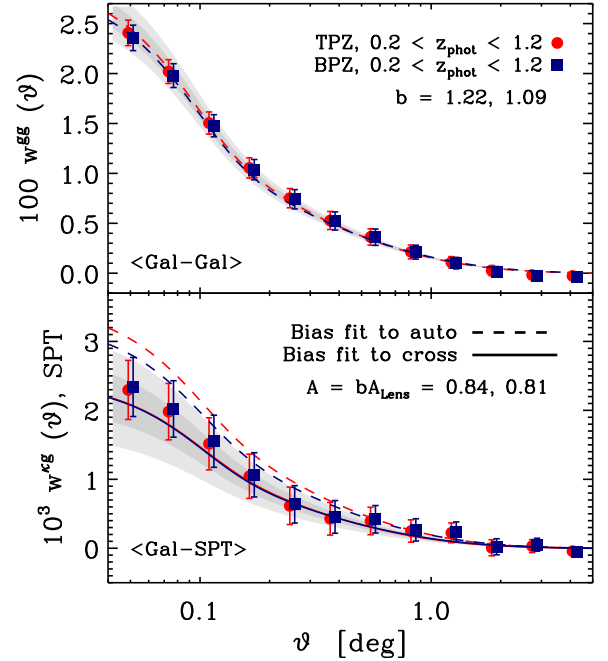 2.5
2.0
1.5
1.0
0.5
0.0
100 w^gg (ϑ)
TPZ, 0.2 < z_phot < 1.2
BPZ, 0.2 < z_phot < 1.2
b = 1.22, 1.09
<Gal-Gal>
3
2
1
0
10^3 w^κg (ϑ), SPT
Bias fit to auto
Bias fit to cross
A = bA_Lens = 0.84, 0.81
<Gal-SPT>
0.1 1.0
ϑ [deg]